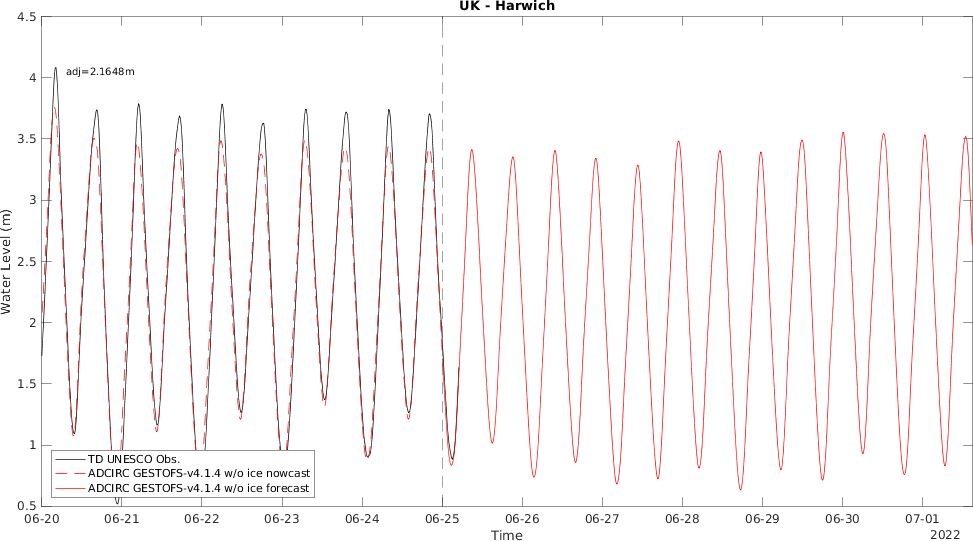 UK - Harwich
4.5
4
3.5
3
2.5
2
1.5
1
0.5
Water Level (m)
adj=2.1648m
TD UNESCO Obs.
ADCIRC GESTOFS-v4.1.4 w/o ice nowcast
ADCIRC GESTOFS-v4.1.4 w/o ice forecast
06-20 06-21 06-22 06-23 06-24 06-25 06-26 06-27 06-28 06-29 06-30 07-01
2022
Time